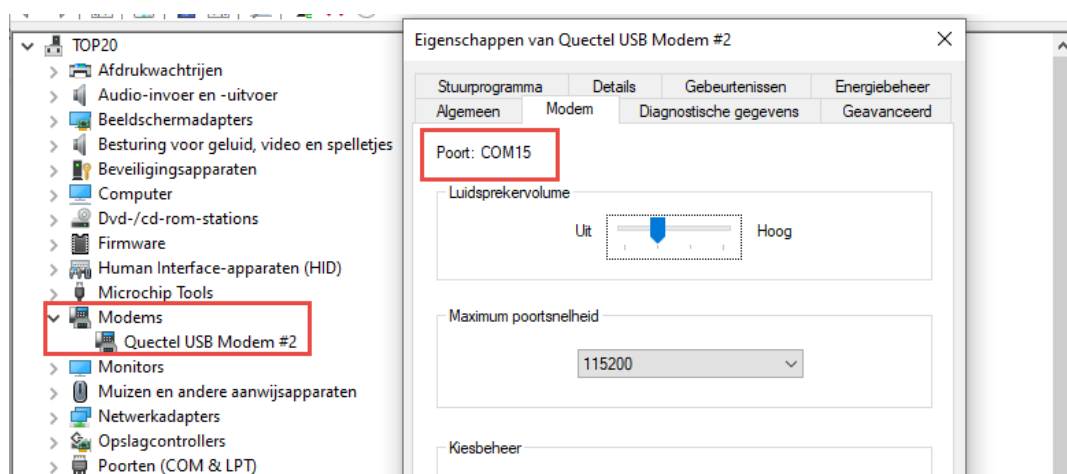 TOP20
Afdrukwachtrijen
Audio-invoer en -uitvoer
Beeldschermadapters
Besturing voor geluid, video en spelletjes
Beveiligingsapparaten
Computer
Dvd-/cd-rom-stations
Firmware
Human Interface-apparaten (HID)
Microchip Tools
Modems
Quectel USB Modem #2
Monitors
Muizen en andere aanwijsapparaten
Netwerkadapters
Opslagcontrollers
Poorten (COM & LPT)
Eigenschappen van Quectel USB Modem #2
Stuurprogramma Details Gebeurtenissen Energiebeheer
Algemeen Modem Diagnostische gegevens Geavanceerd
Poort: COM15
Luidsprekervolume
Uit Hoog
Maximum poortsnelheid
115200
Kiesbeheer